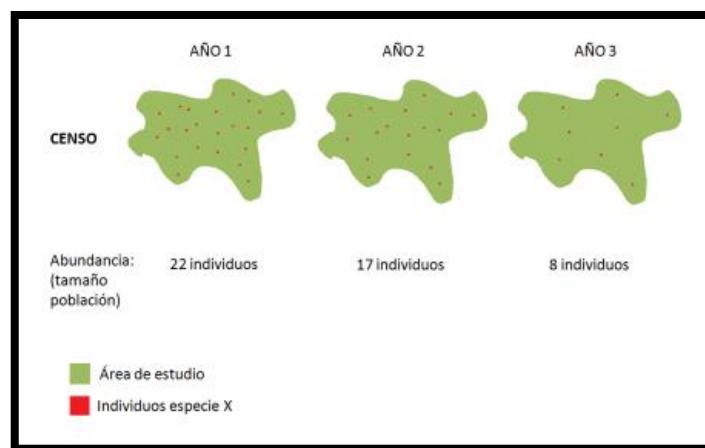 AÑO 1 AÑO 2 AÑO 3
CENSO
Abundancia: 22 individuos 17 individuos 8 individuos
(tamaño
población)
Área de estudio
Individuos especie X